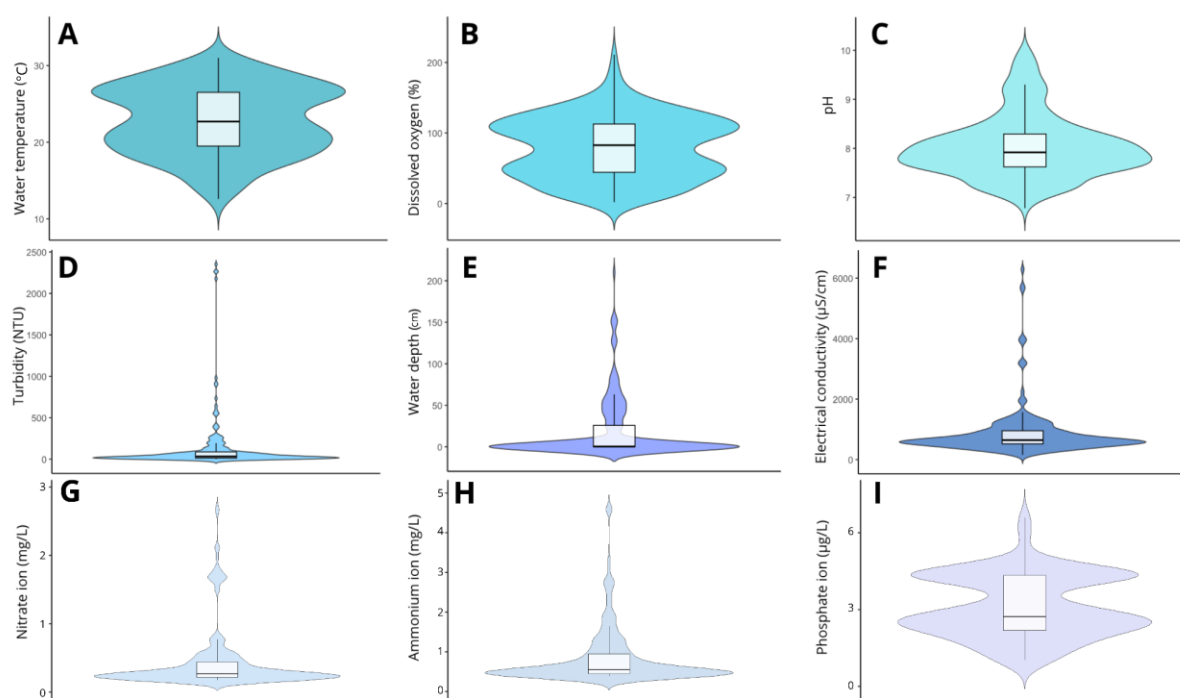 A
Water temperature (°C)
30
20
10
B
Dissolved oxygen (%)
200
100
0
C
pH
10
9
8
7
D
Turbidity (NTU)
2500
2000
1500
1000
500
0
E
Water depth (cm)
200
150
100
50
0
F
Electrical conductivity (µS/cm)
6000
4000
2000
0
G
Nitrate ion (mg/L)
3
2
1
0
H
Ammonium ion (mg/L)
5
4
3
2
1
0
I
Phosphate ion (µg/L)
6
3
0